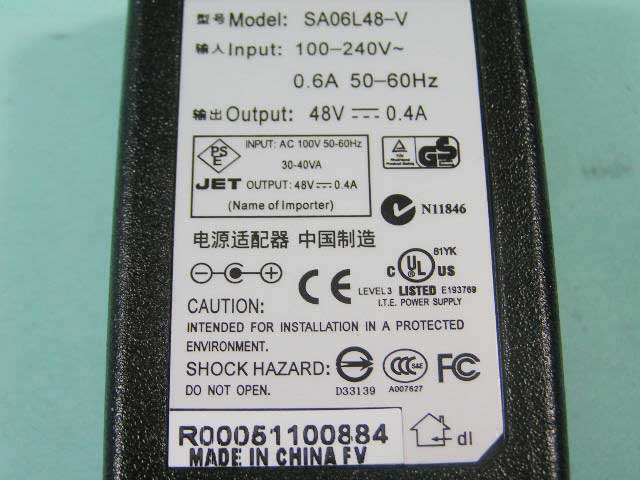 型号 Model: SA06L48-V
输入 Input: 100-240V~
0.6A 50-60Hz
输出 Output: 48V⎓0.4A
PSE
INPUT: AC 100V 50-60Hz
30-40VA
JET OUTPUT: 48V⎓0.4A
(Name of Importer)
GS
N11846
电源适配器 中国制造
81YK
C UL US
LEVEL 3 LISTED E193769
I.T.E. POWER SUPPLY
CE
CAUTION:
INTENDED FOR INSTALLATION IN A PROTECTED
ENVIRONMENT.
SHOCK HAZARD:
DO NOT OPEN.
D33139
CCC S&E
A007627
FC
R00051100884
MADE IN CHINA FV
dl